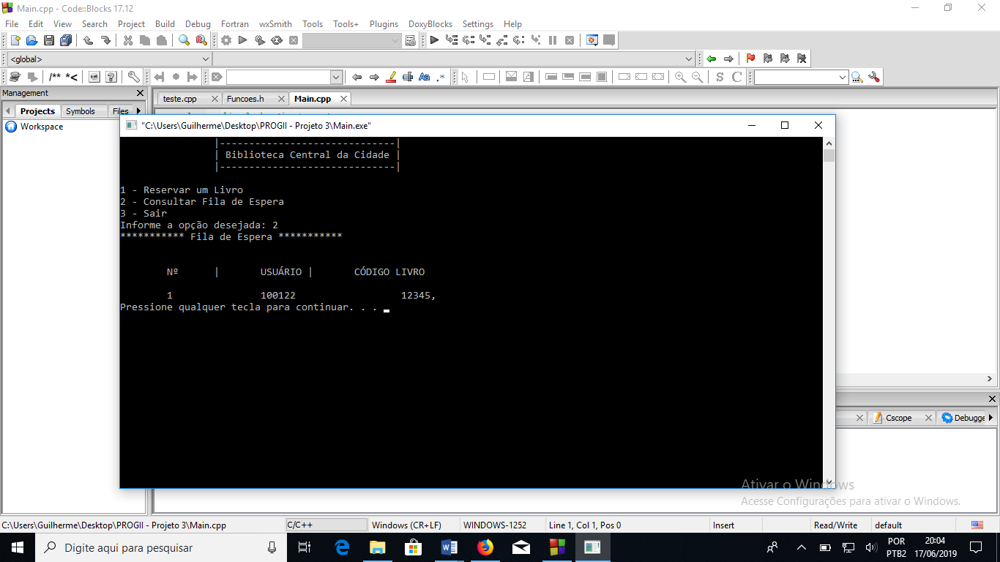 Main.cpp - Code::Blocks 17.12
File Edit View Search Project Build Debug Fortran wxSmith Tools Tools+ Plugins DoxyBlocks Settings Help
<global>
/** *< 
Aa .*
S C
Management
teste.cpp Funcoes.h Main.cpp
Projects Symbols Files
Workspace
"C:\Users\Guilherme\Desktop\PROGII - Projeto 3\Main.exe"
|------------------------------|
| Biblioteca Central da Cidade |
|------------------------------|
1 - Reservar um Livro
2 - Consultar Fila de Espera
3 - Sair
Informe a opção desejada: 2
*********** Fila de Espera ***********
Nº | USUÁRIO | CÓDIGO LIVRO
1 100122 12345,
Pressione qualquer tecla para continuar. . .
Cscope Debugge
Ativar o Windows
Acesse Configurações para ativar o Windows.
C:\Users\Guilherme\Desktop\PROGII - Projeto 3\Main.cpp C/C++ Windows (CR+LF) WINDOWS-1252 Line 1, Col 1, Pos 0 Insert Read/Write default
Digite aqui para pesquisar
POR 20:04
PTB2 17/06/2019